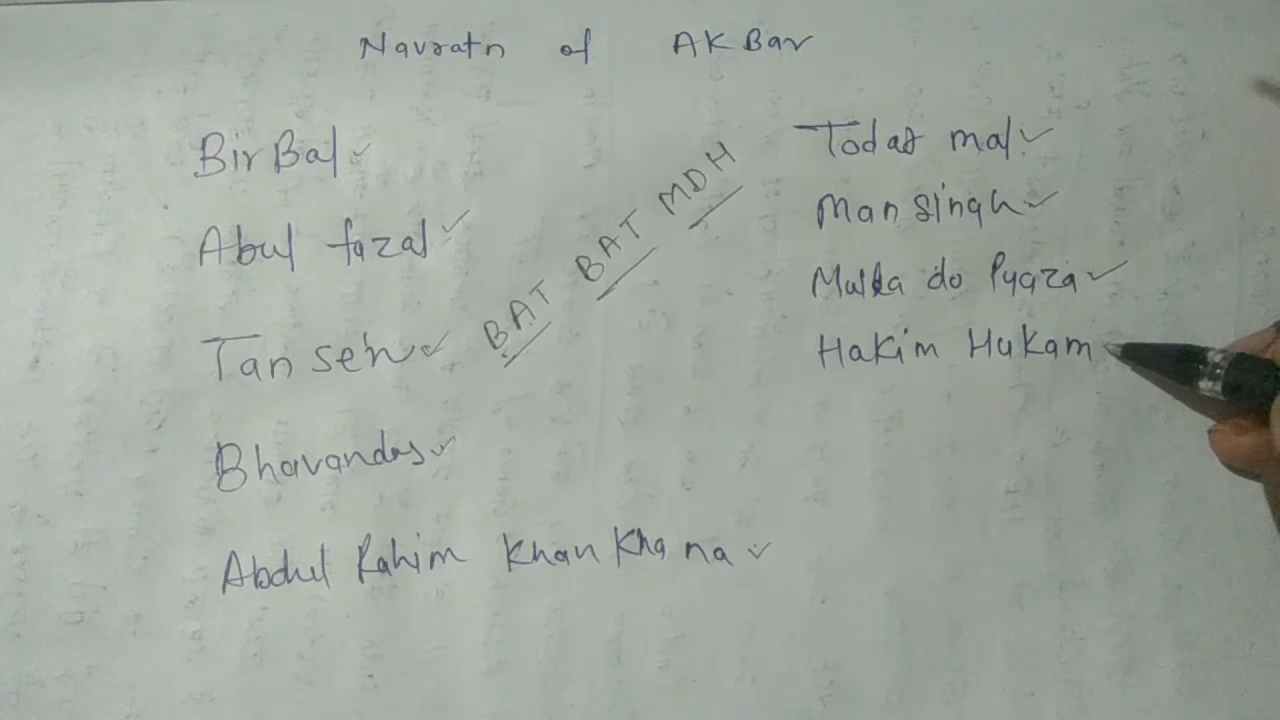 Navratn of AKBar
BirBal
Abul fazal
Tan sen
Bhavandas
Abdul Rahim Khan Khana
BAT BAT MDH
Todar mal
Man singh
Mulla do Pyaza
Hakim Hukam